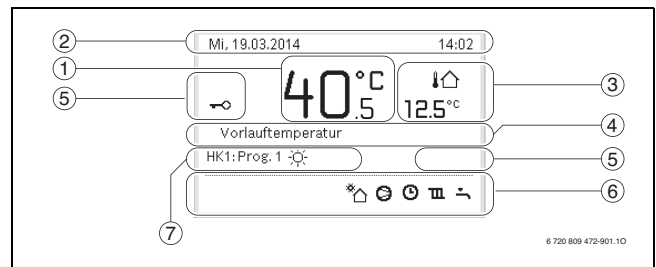 ② Mi, 19.03.2014 14:02
① 40.5 °C
12.5°C ③
⑤
Vorlauftemperatur ④
HK1: Prog. 1 ⑤
⑥
⑦
6 720 809 472-901.1O